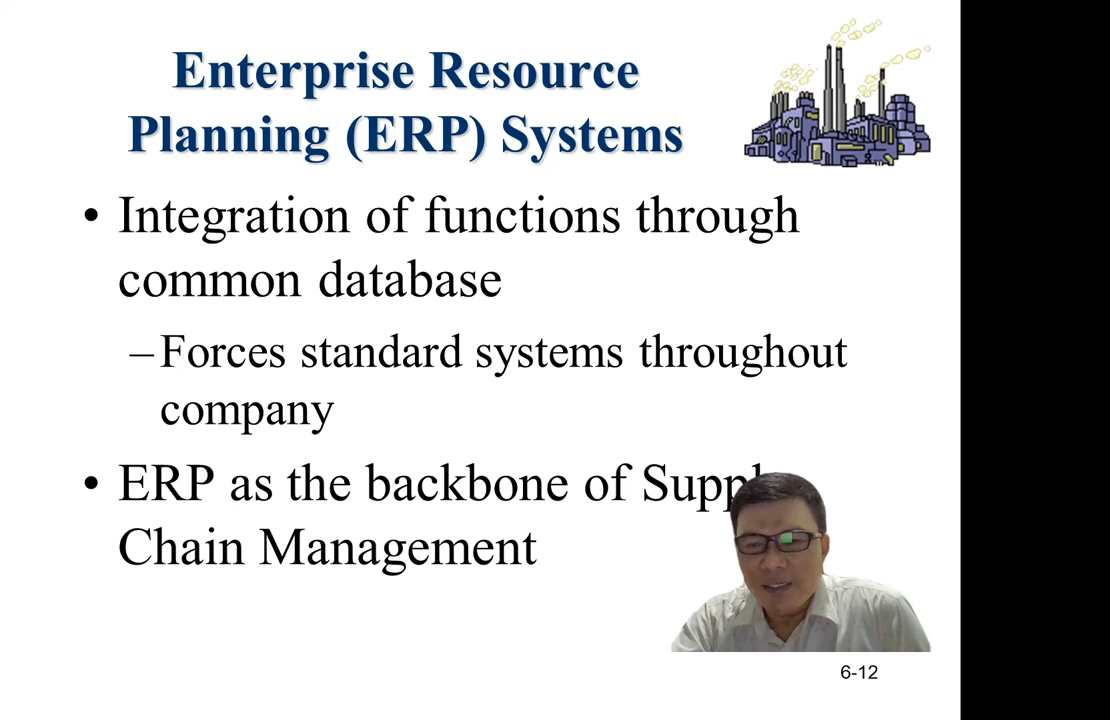 Enterprise Resource
Planning (ERP) Systems
• Integration of functions through
common database
–Forces standard systems throughout
company
• ERP as the backbone of
Chain Management
6-12